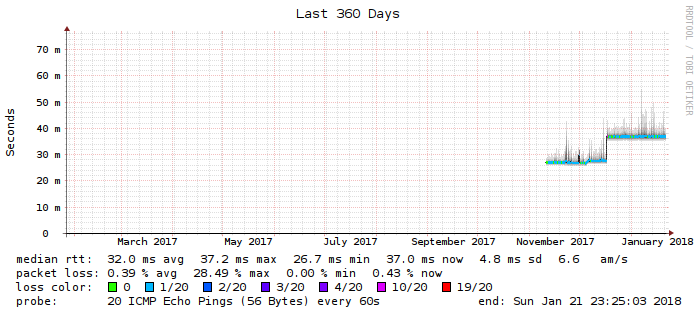 Last 360 Days
RRDTOOL / TOBI OETIKER
Seconds
70 m
60 m
50 m
40 m
30 m
20 m
10 m
0
March 2017 May 2017 July 2017 September 2017 November 2017 January 2018
median rtt: 32.0 ms avg 37.2 ms max 26.7 ms min 37.0 ms now 4.8 ms sd 6.6 am/s
packet loss: 0.39 % avg 28.49 % max 0.00 % min 0.43 % now
loss color: 0 1/20 2/20 3/20 4/20 10/20 19/20
probe: 20 ICMP Echo Pings (56 Bytes) every 60s end: Sun Jan 21 23:25:03 2018